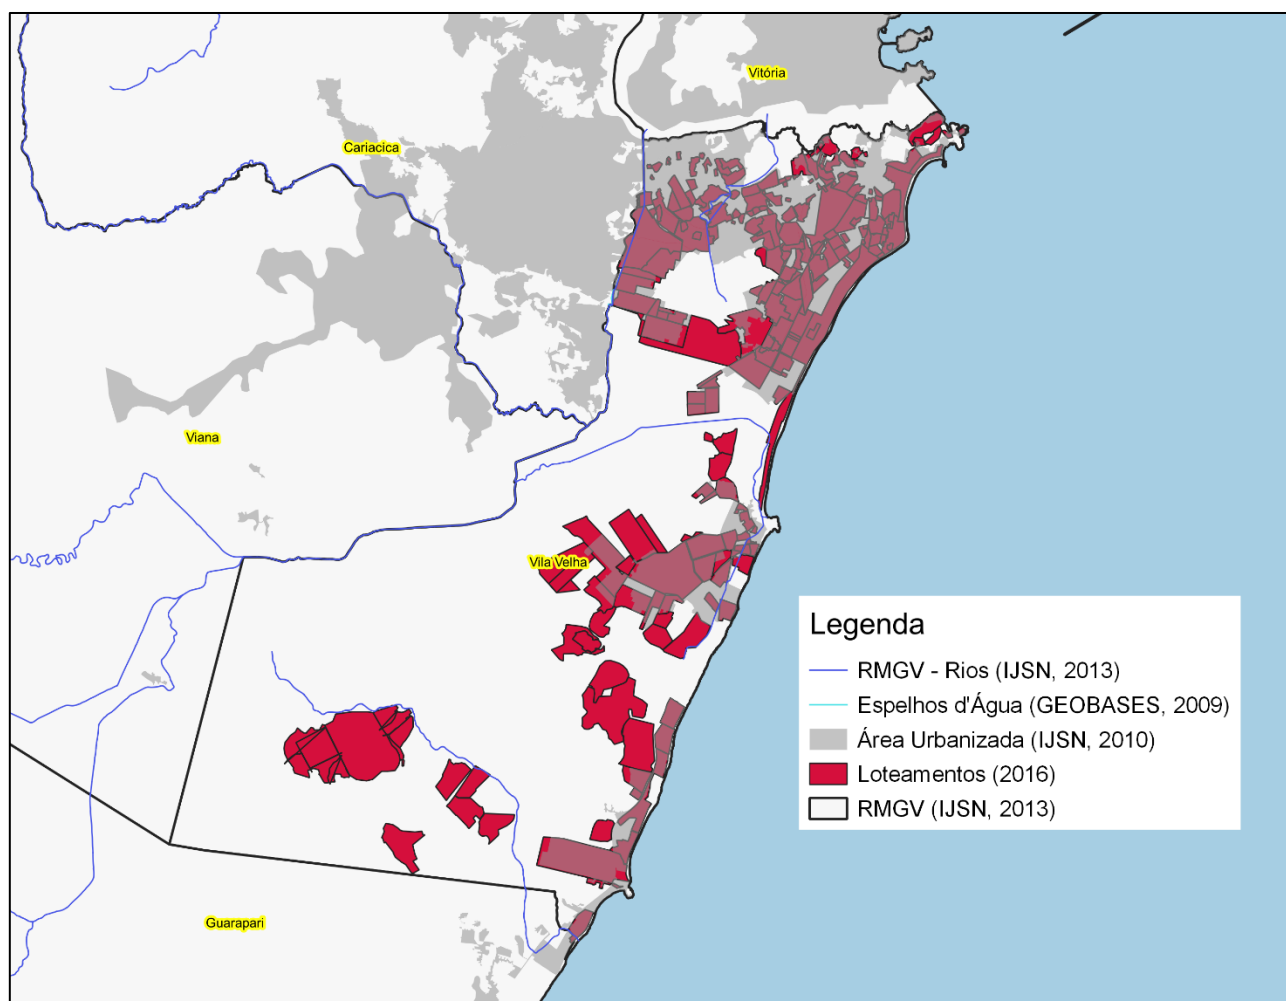 Vitória
Cariacica
Viana
Vila Velha
Guarapari
Legenda
RMGV - Rios (IJSN, 2013)
Espelhos d'Água (GEOBASES, 2009)
Área Urbanizada (IJSN, 2010)
Loteamentos (2016)
RMGV (IJSN, 2013)